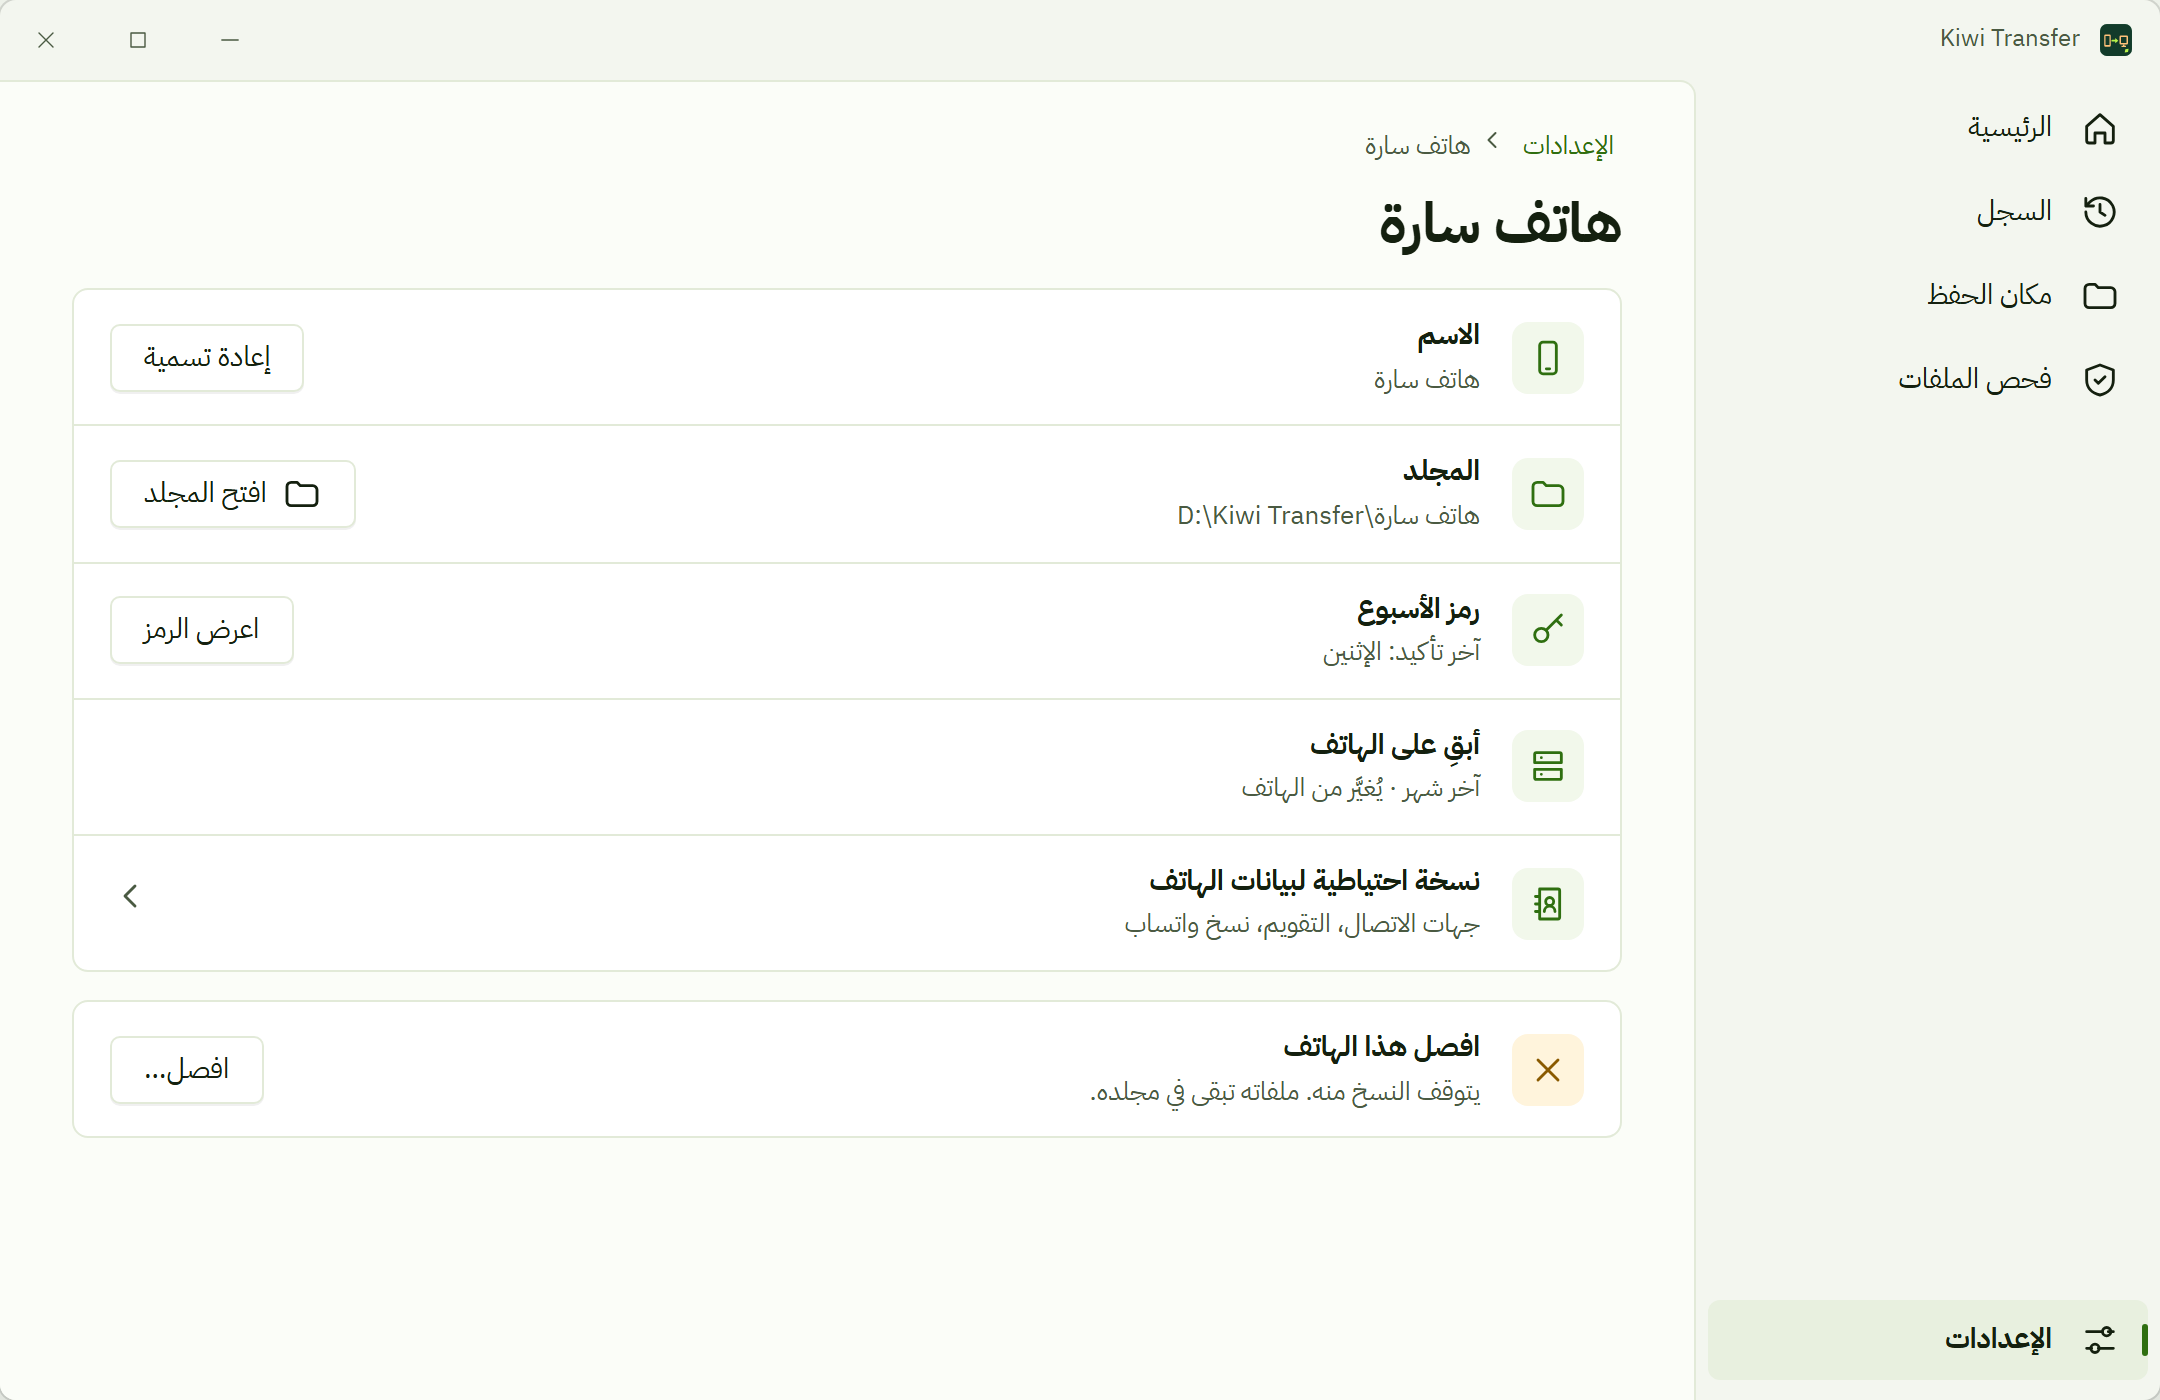 Kiwi Transfer
الرئيسية
السجل
مكان الحفظ
فحص الملفات
الإعدادات
الإعدادات
هاتف سارة
هاتف سارة
الاسم
هاتف سارة
إعادة تسمية
المجلد
D:\Kiwi Transfer\هاتف سارة
افتح المجلد
رمز الأسبوع
آخر تأكيد: الإثنين
اعرض الرمز
أبقِ على الهاتف
آخر شهر · يُغيَّر من الهاتف
نسخة احتياطية لبيانات الهاتف
جهات الاتصال، التقويم، نسخ واتساب
افصل هذا الهاتف
يتوقف النسخ منه. ملفاته تبقى في مجلده.
افصل...